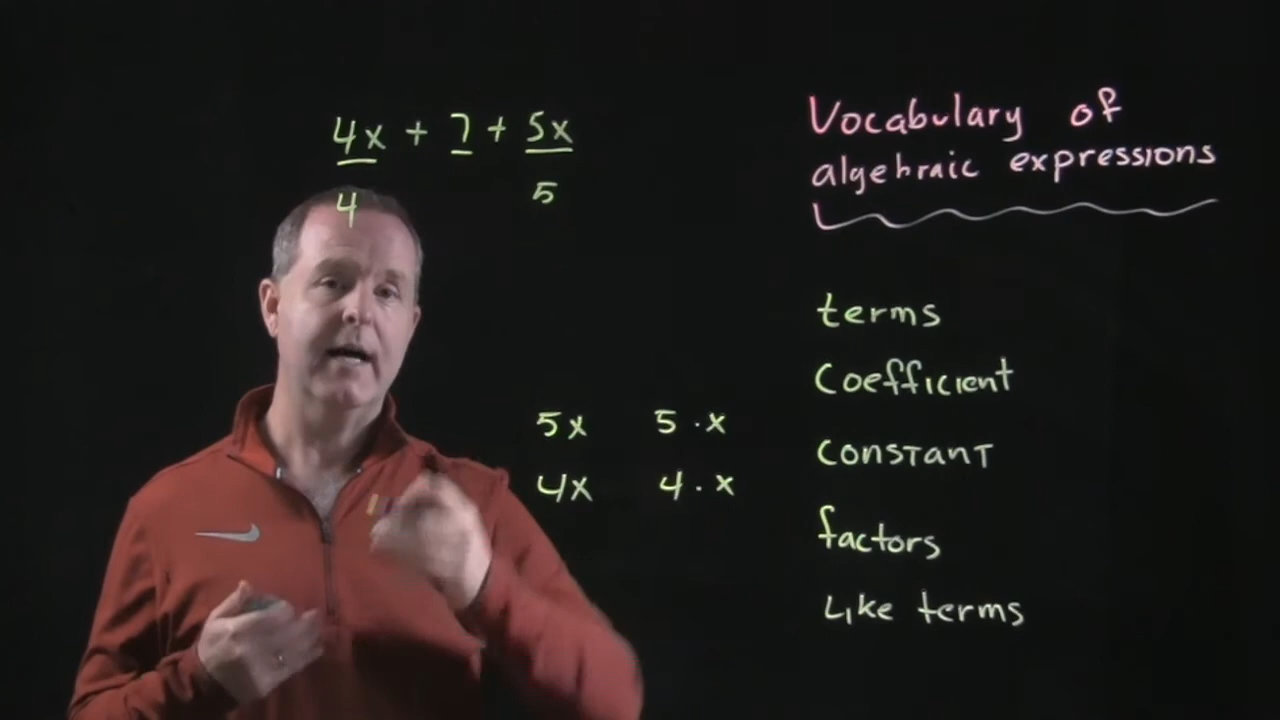 4x + 7 + 5x
4 5
5x 5 · x
4x 4 · x
Vocabulary of
algebraic expressions
terms
Coefficient
constant
factors
Like terms